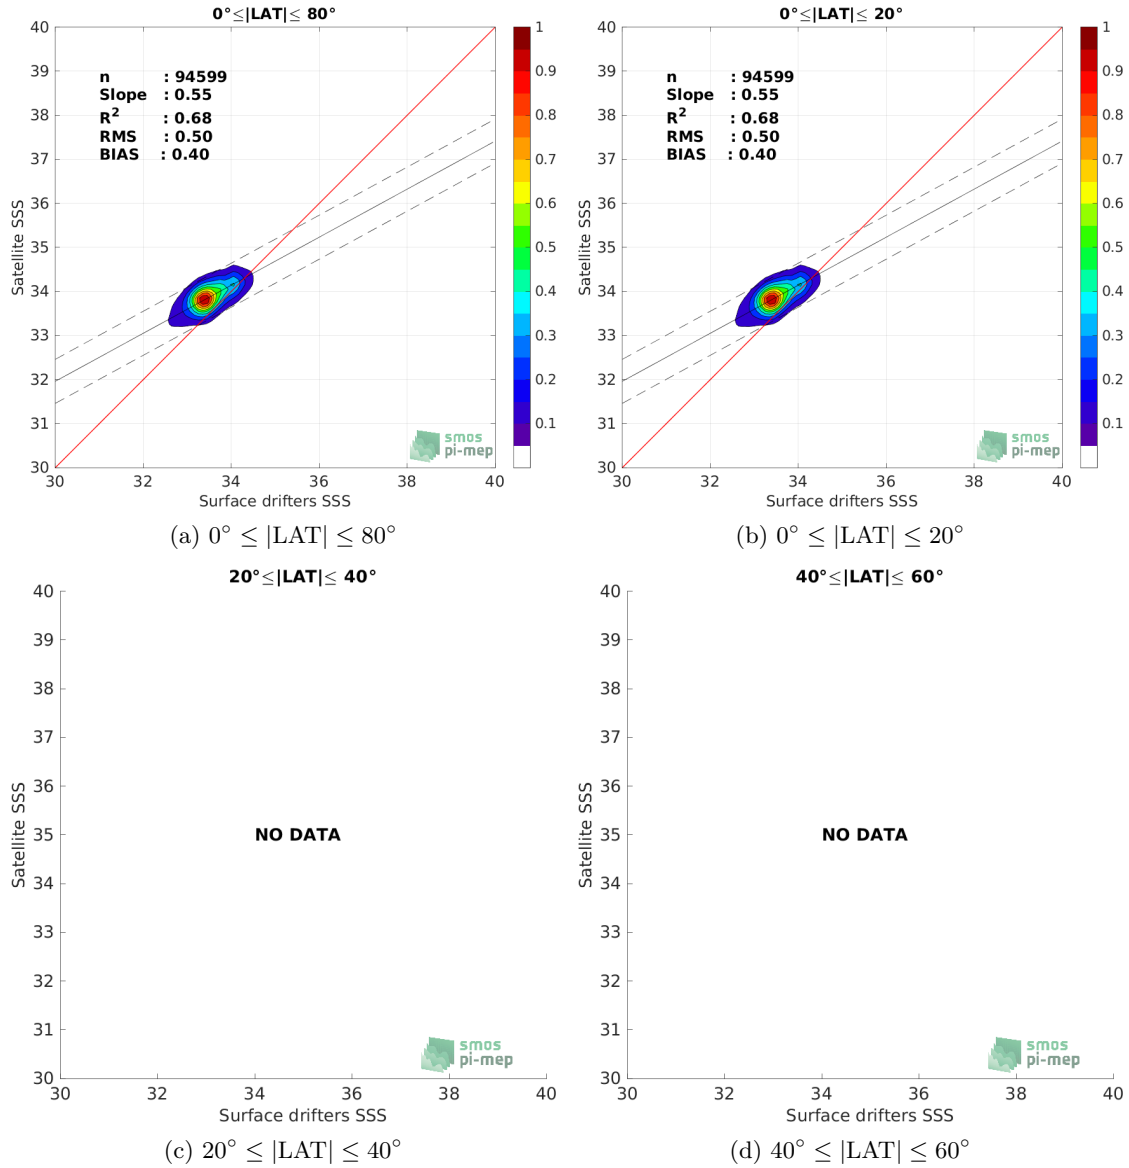 0°≤|LAT|≤ 80°
40
39
38
37
36
35
34
33
32
31
30
Satellite SSS
n : 94599
Slope : 0.55
R² : 0.68
RMS : 0.50
BIAS : 0.40
smos
pi-mep
30 32 34 36 38 40
Surface drifters SSS
1
0.9
0.8
0.7
0.6
0.5
0.4
0.3
0.2
0.1
(a) 0° ≤ |LAT| ≤ 80°
0°≤|LAT|≤ 20°
40
39
38
37
36
35
34
33
32
31
30
Satellite SSS
n : 94599
Slope : 0.55
R² : 0.68
RMS : 0.50
BIAS : 0.40
smos
pi-mep
30 32 34 36 38 40
Surface drifters SSS
1
0.9
0.8
0.7
0.6
0.5
0.4
0.3
0.2
0.1
(b) 0° ≤ |LAT| ≤ 20°
20°≤|LAT|≤ 40°
40
39
38
37
36
35
34
33
32
31
30
Satellite SSS
NO DATA
smos
pi-mep
30 32 34 36 38 40
Surface drifters SSS
(c) 20° ≤ |LAT| ≤ 40°
40°≤|LAT|≤ 60°
40
39
38
37
36
35
34
33
32
31
30
Satellite SSS
NO DATA
smos
pi-mep
30 32 34 36 38 40
Surface drifters SSS
(d) 40° ≤ |LAT| ≤ 60°